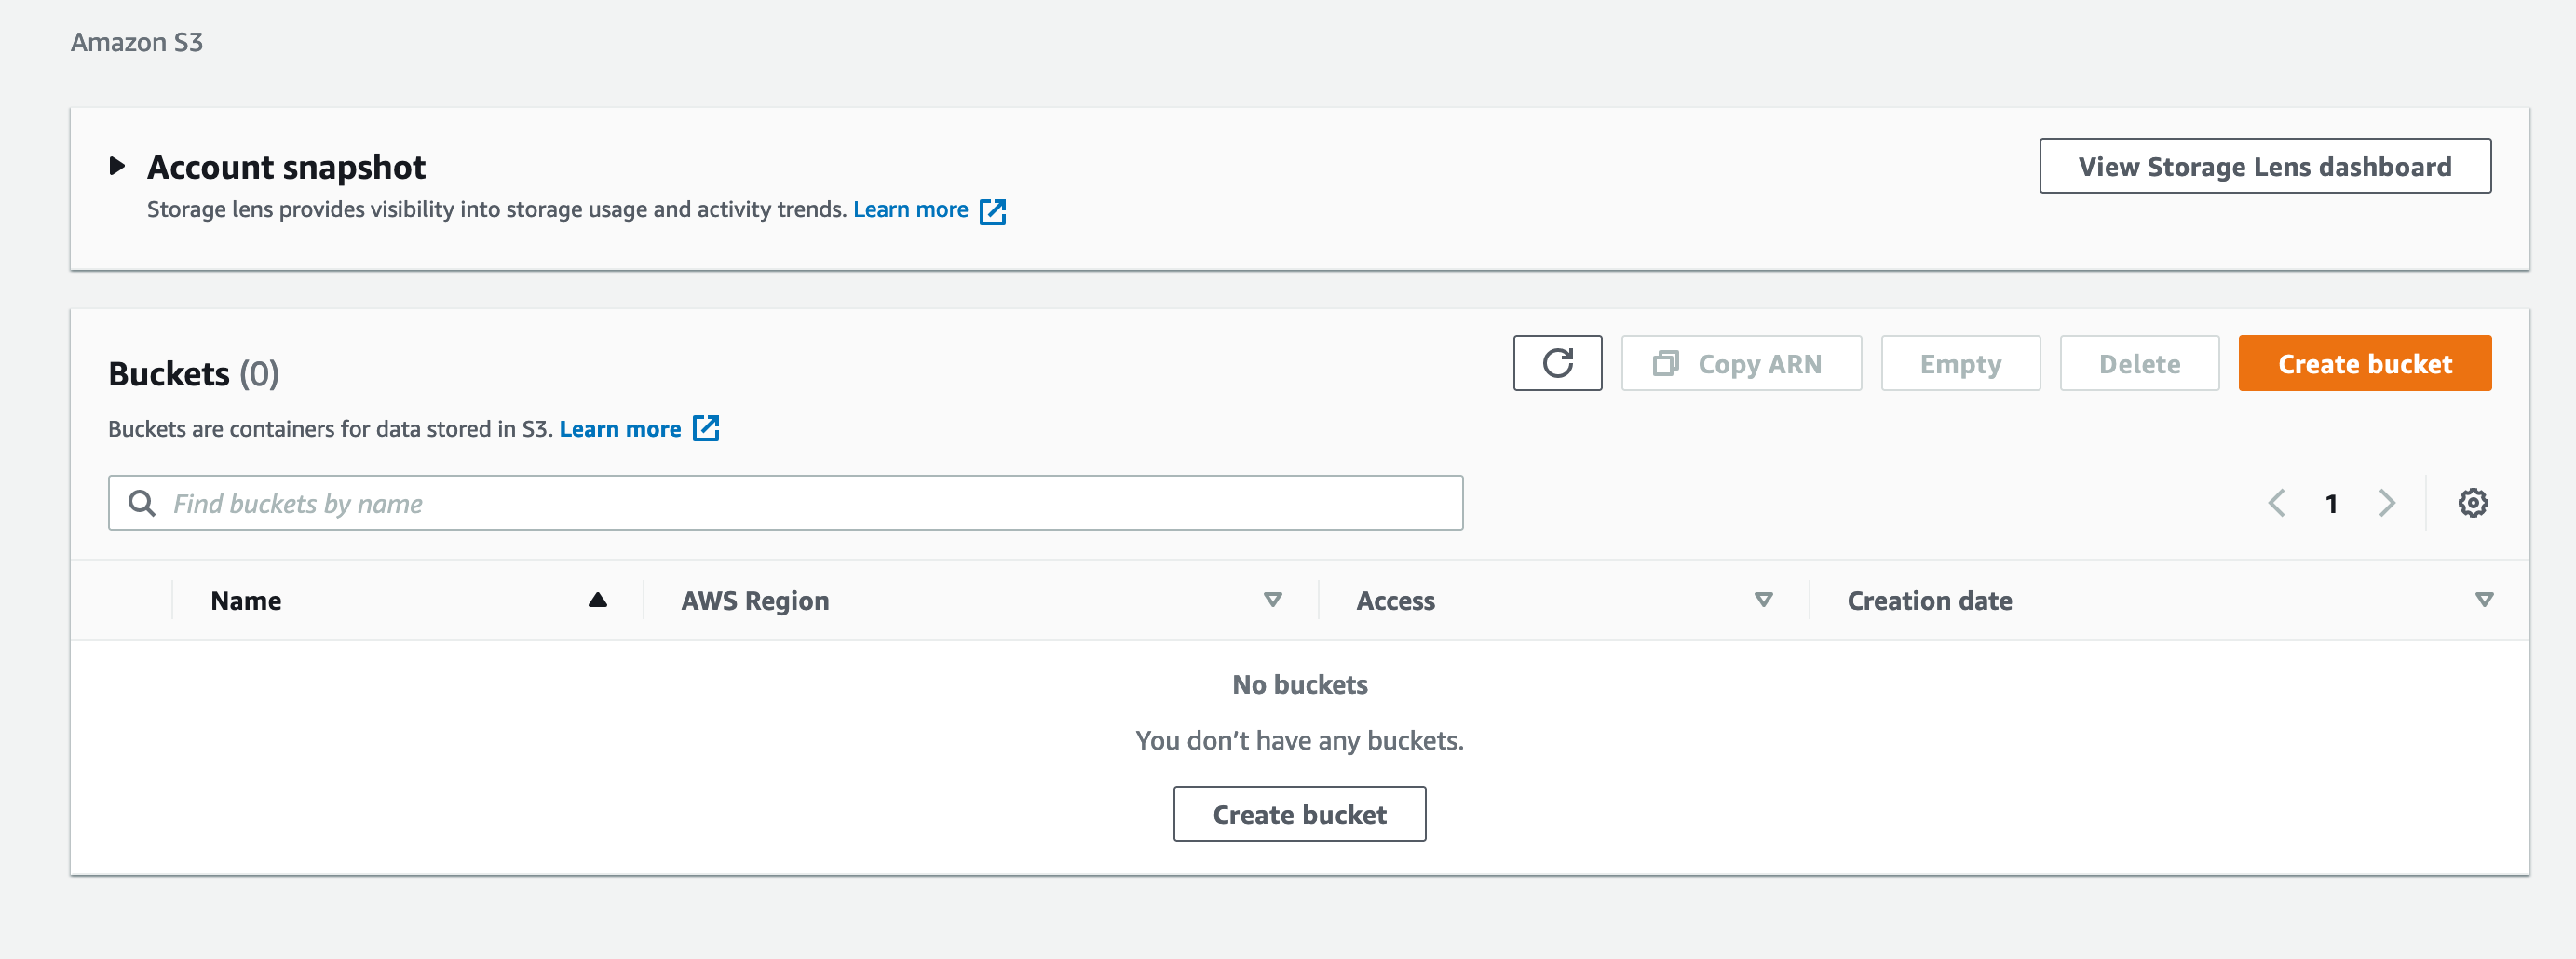 Amazon S3
Account snapshot
View Storage Lens dashboard
Storage lens provides visibility into storage usage and activity trends. Learn more
Buckets (0)
Copy ARN
Empty
Delete
Create bucket
Buckets are containers for data stored in S3. Learn more
Find buckets by name
1
Name
AWS Region
Access
Creation date
No buckets
You don’t have any buckets.
Create bucket